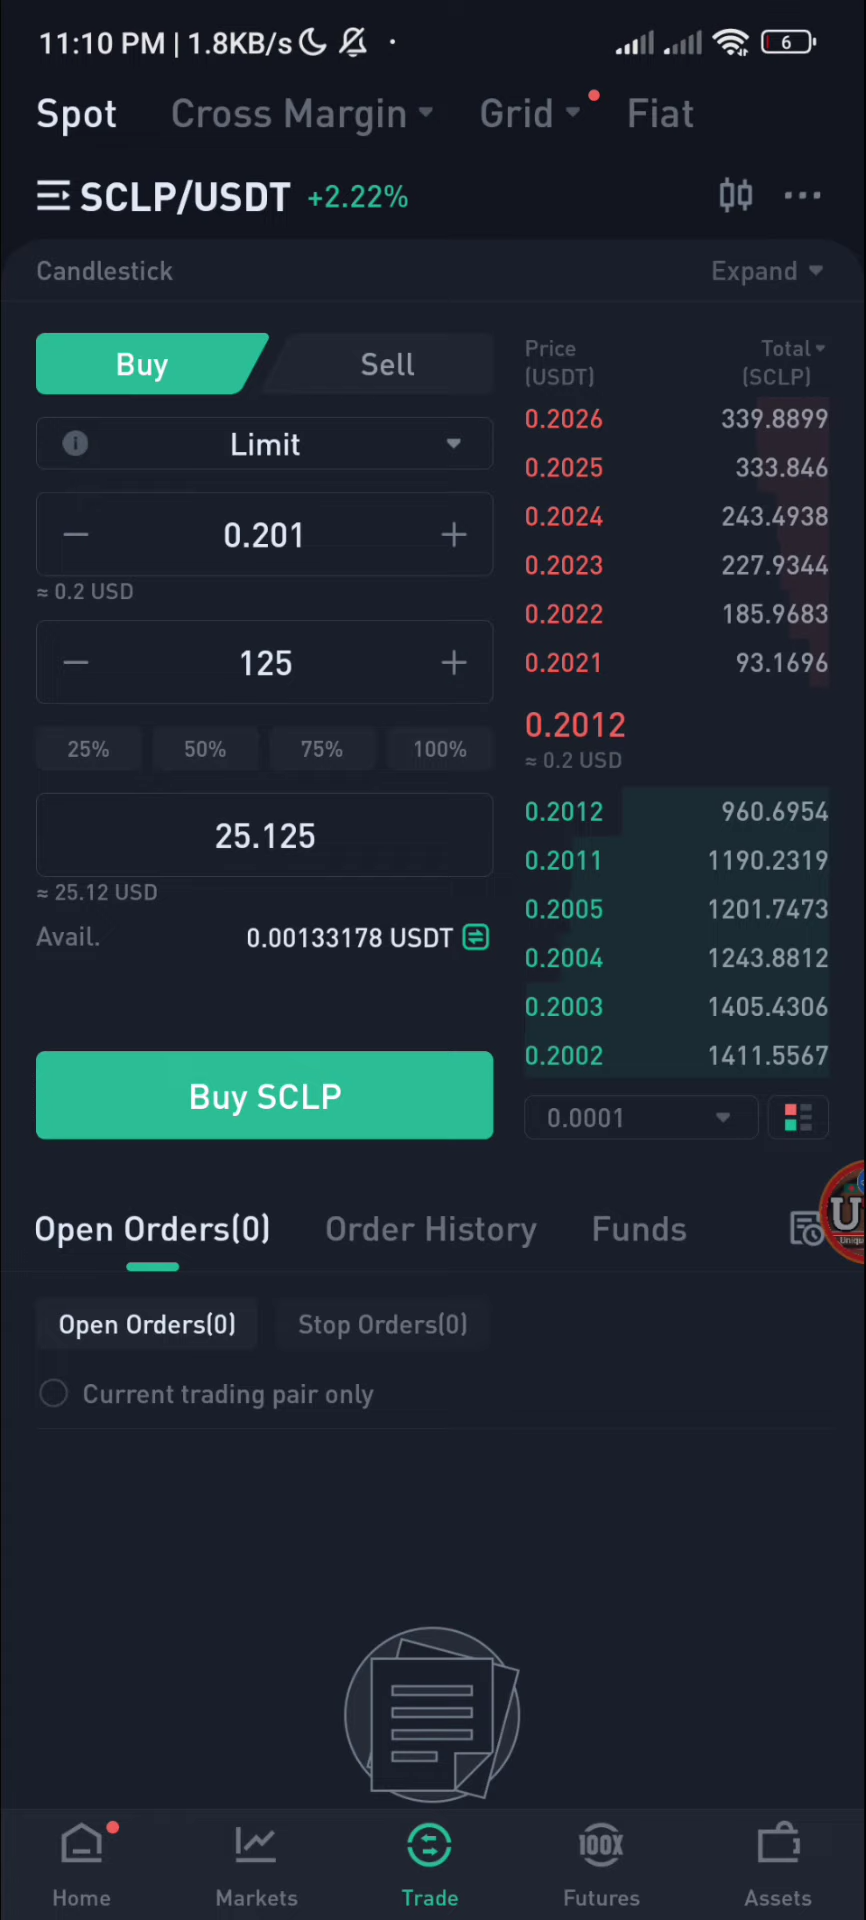 11:10 PM | 1.8KB/s
6
Spot Cross Margin Grid Fiat
SCLP/USDT +2.22%
Candlestick Expand
Buy Sell
Limit
0.201
≈ 0.2 USD
125
25% 50% 75% 100%
25.125
≈ 25.12 USD
Avail. 0.00133178 USDT
Buy SCLP
Price Total
(USDT) (SCLP)
0.2026 339.8899
0.2025 333.846
0.2024 243.4938
0.2023 227.9344
0.2022 185.9683
0.2021 93.1696
0.2012
≈ 0.2 USD
0.2012 960.6954
0.2011 1190.2319
0.2005 1201.7473
0.2004 1243.8812
0.2003 1405.4306
0.2002 1411.5567
0.0001
Open Orders(0) Order History Funds
U
Open Orders(0) Stop Orders(0)
Current trading pair only
100X
Home Markets Trade Futures Assets